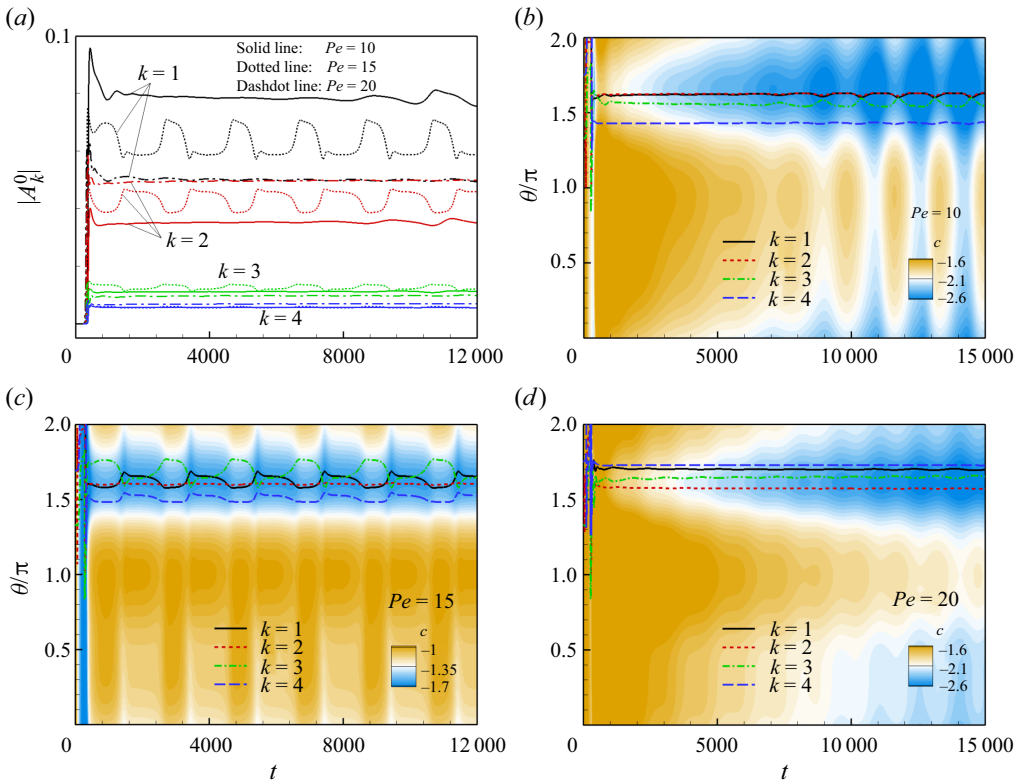 (a)
0.1
Solid line: Pe = 10
Dotted line: Pe = 15
Dashdot line: Pe = 20
k = 1
|A_k^0|
k = 2
k = 3
k = 4
0 4000 8000 12 000
(b)
2.0
1.5
θ/π
1.0
0.5
Pe = 10
k = 1
k = 2
k = 3
k = 4
c
−1.6
−2.1
−2.6
0 5000 10 000 15 000
(c)
2.0
1.5
θ/π
1.0
0.5
Pe = 15
k = 1
k = 2
k = 3
k = 4
c
−1
−1.35
−1.7
0 4000 8000 12 000
t
(d)
2.0
1.5
1.0
0.5
Pe = 20
k = 1
k = 2
k = 3
k = 4
c
−1.6
−2.1
−2.6
0 5000 10 000 15 000
t